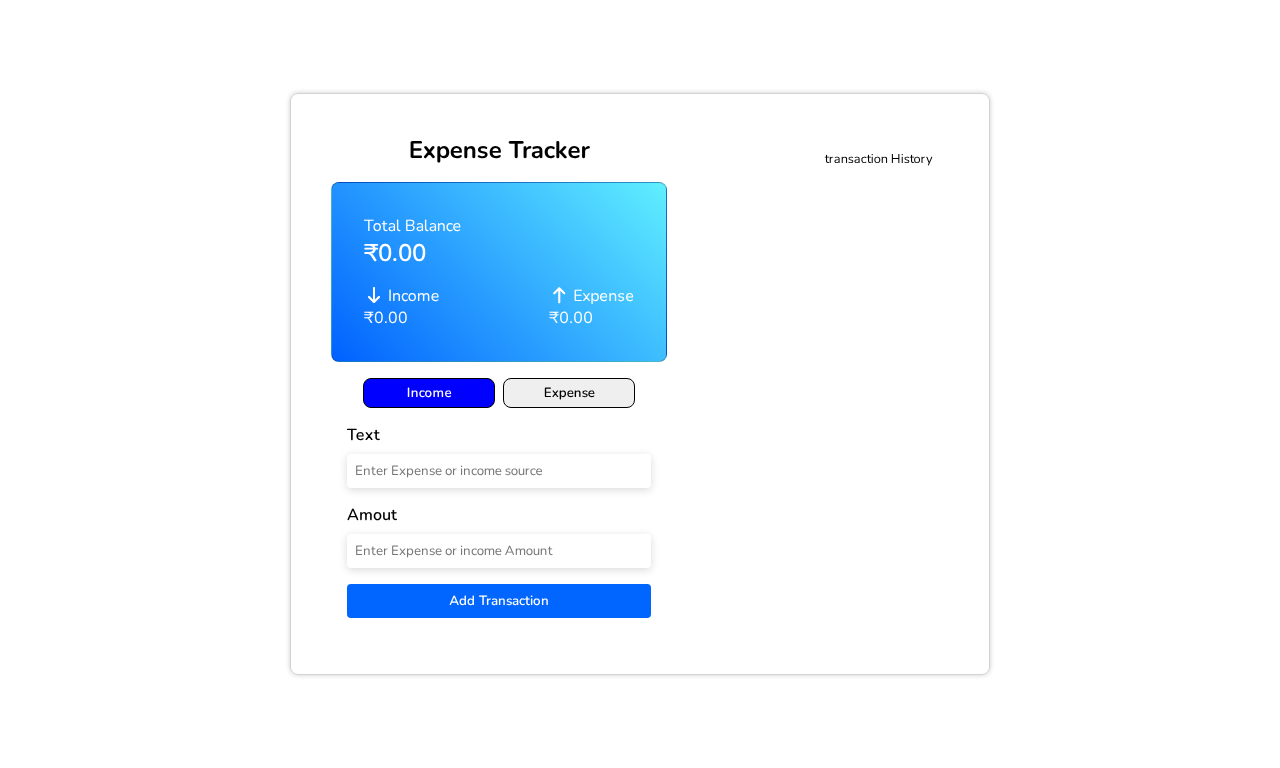 Expense Tracker
transaction History
Total Balance
₹0.00
Income
Expense
₹0.00
₹0.00
Income
Expense
Text
Enter Expense or income source
Amout
Enter Expense or income Amount
Add Transaction